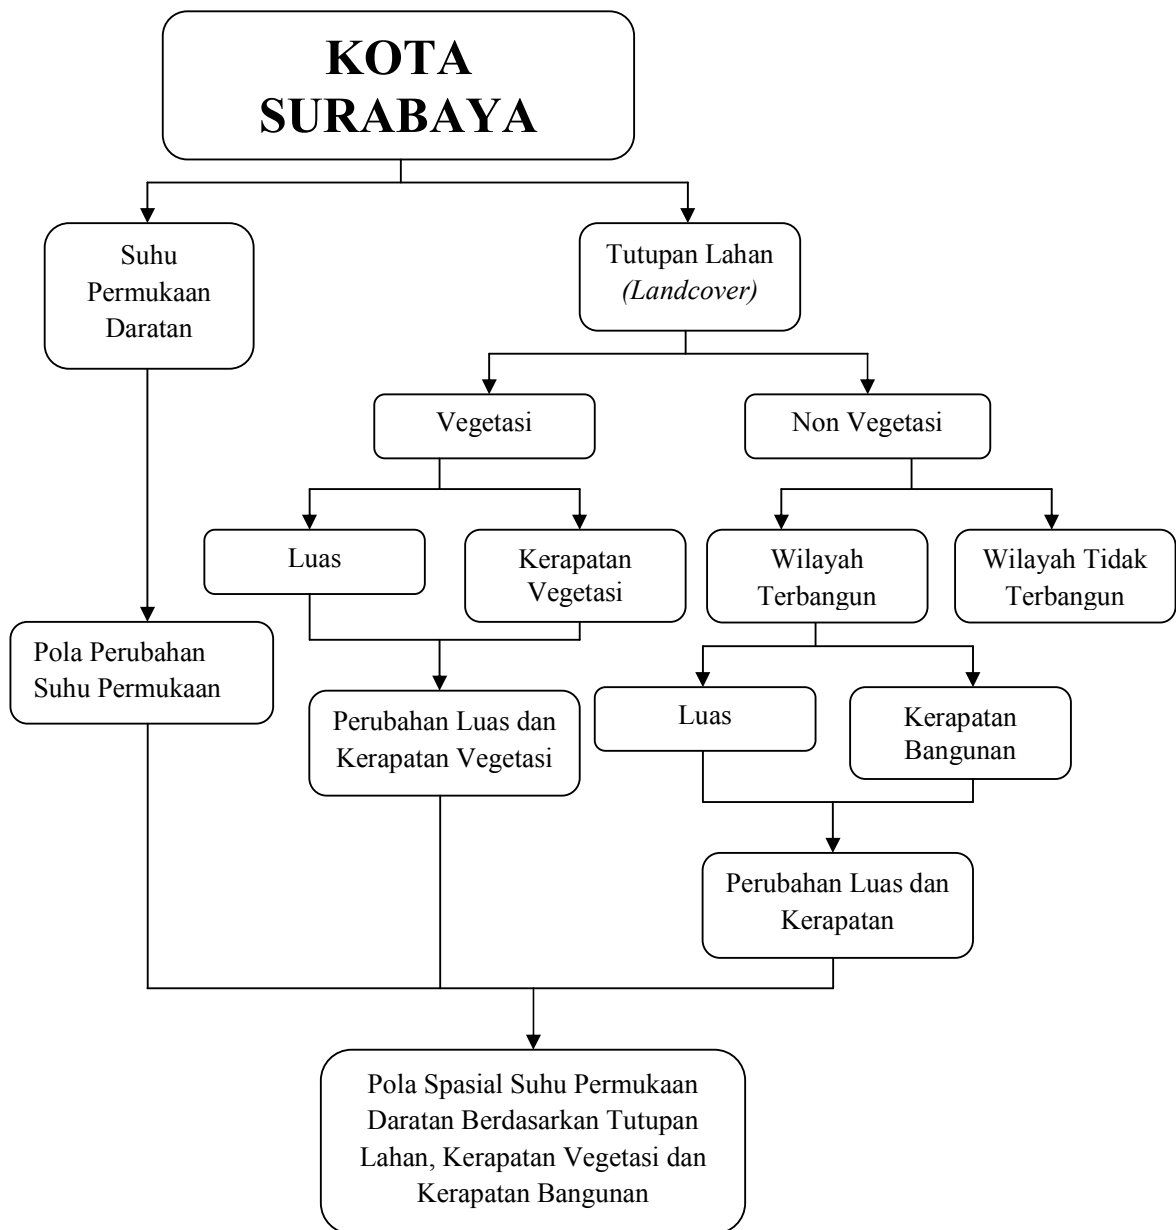 KOTA
SURABAYA
Suhu
Permukaan
Daratan
Tutupan Lahan
(Landcover)
Vegetasi
Non Vegetasi
Luas
Kerapatan
Vegetasi
Wilayah
Terbangun
Wilayah Tidak
Terbangun
Pola Perubahan
Suhu Permukaan
Perubahan Luas dan
Kerapatan Vegetasi
Luas
Kerapatan
Bangunan
Perubahan Luas dan
Kerapatan
Pola Spasial Suhu Permukaan
Daratan Berdasarkan Tutupan
Lahan, Kerapatan Vegetasi dan
Kerapatan Bangunan